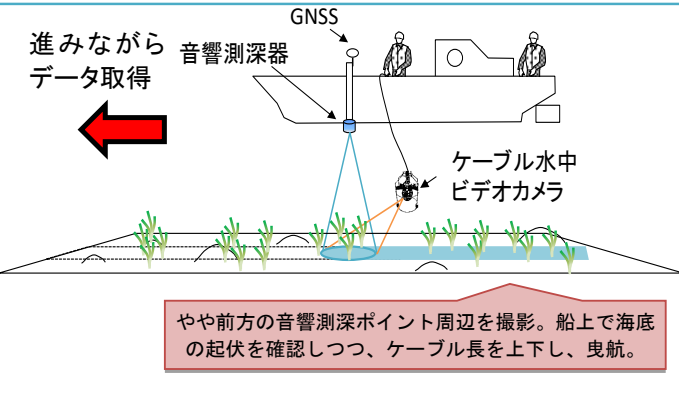 GNSS
進みながら
データ取得
音響測深器
ケーブル水中
ビデオカメラ
やや前方の音響測深ポイント周辺を撮影。船上で海底
の起伏を確認しつつ、ケーブル長を上下し、曳航。